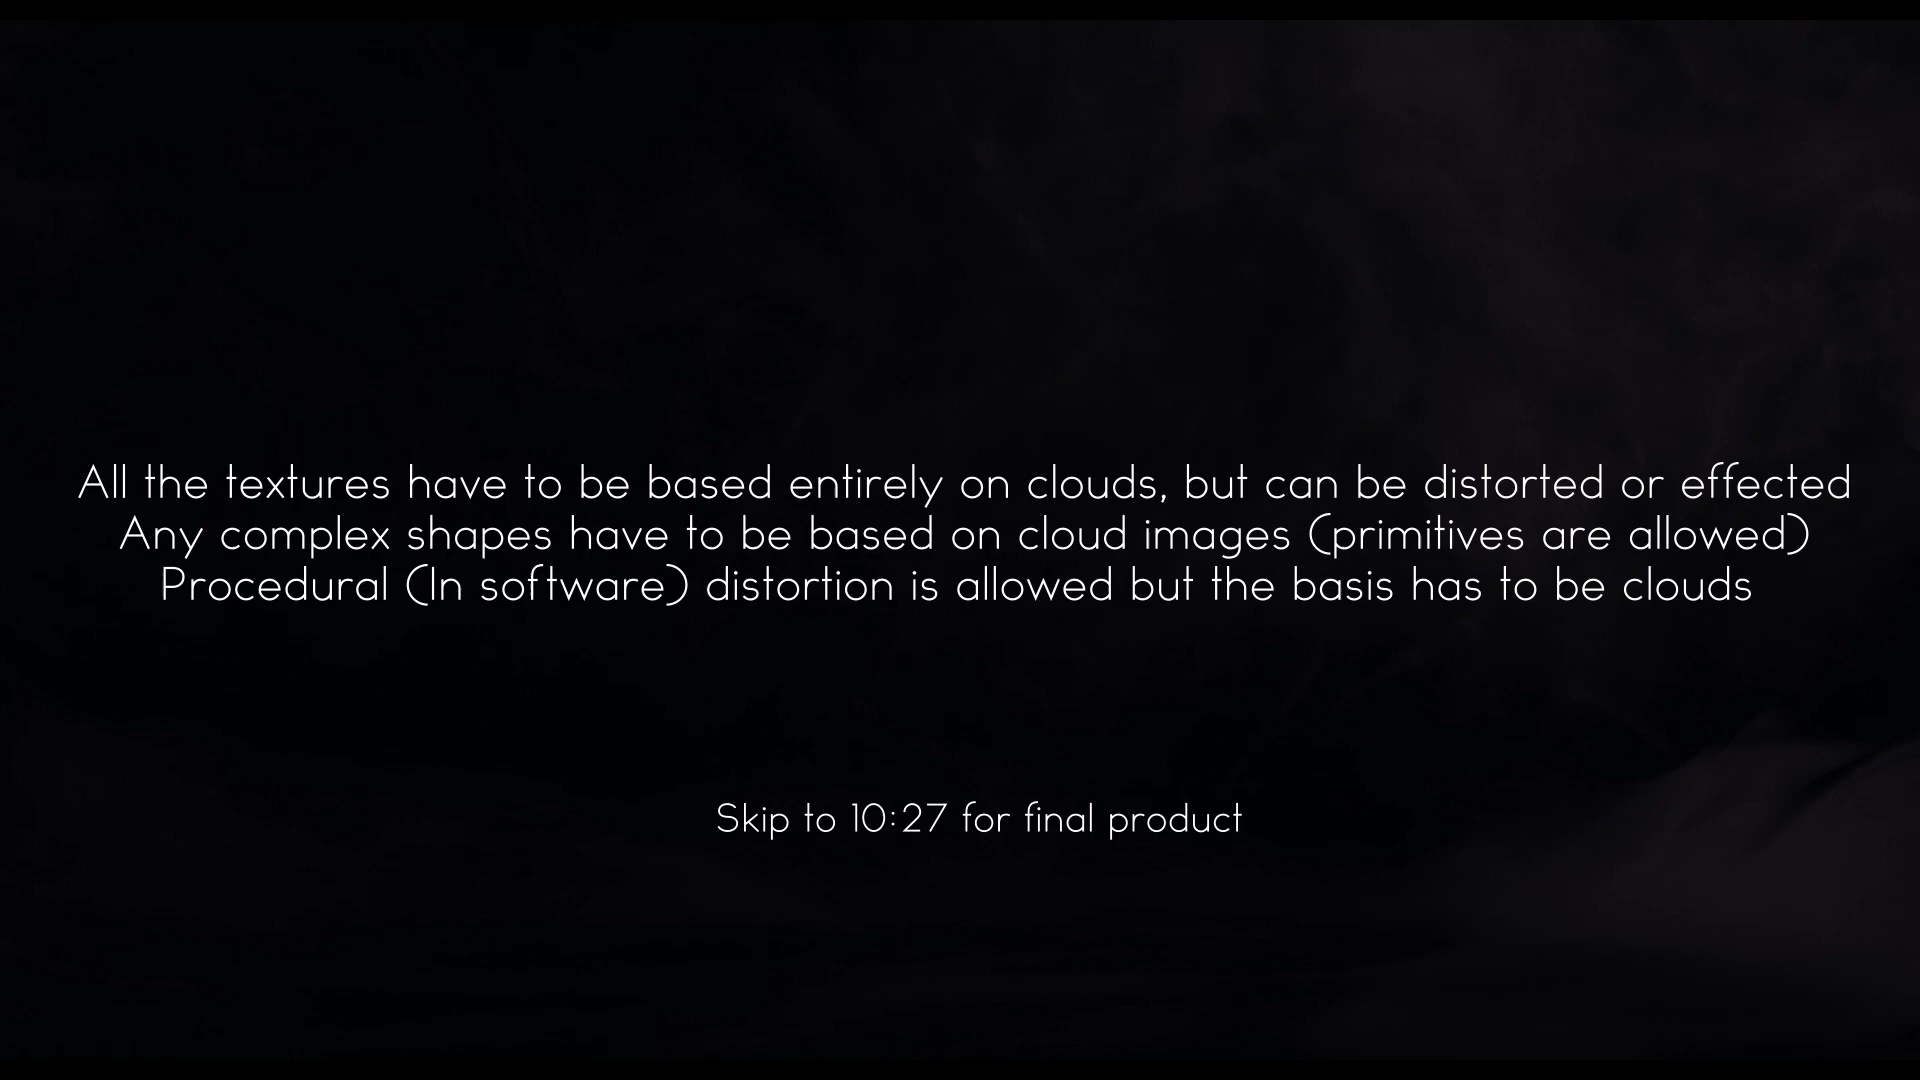 All the textures have to be based entirely on clouds, but can be distorted or effected
Any complex shapes have to be based on cloud images (primitives are allowed)
Procedural (In software) distortion is allowed but the basis has to be clouds
Skip to 10:27 for final product